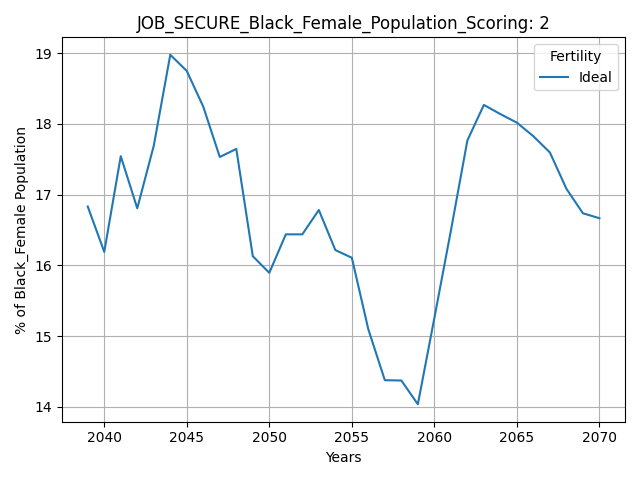 JOB_SECURE_Black_Female_Population_Scoring: 2
Fertility
Ideal
% of Black_Female Population
19
18
17
16
15
14
2040 2045 2050 2055 2060 2065 2070
Years